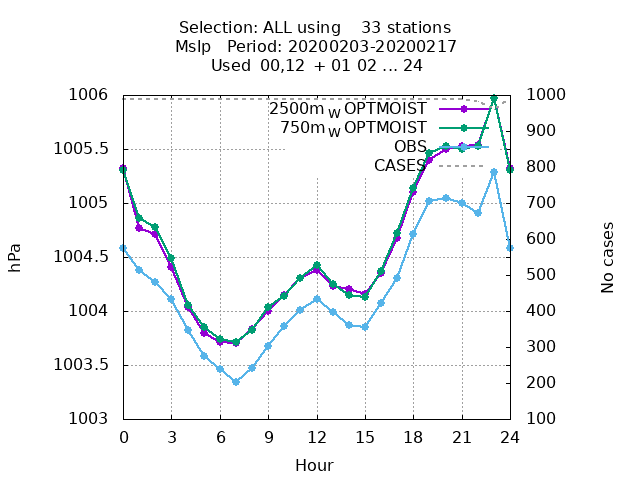 Selection: ALL using    33 stations
Mslp   Period: 20200203-20200217
Used  00,12  + 01 02 ... 24
2500m_W OPTMOIST
750m_W OPTMOIST
OBS
CASES
1006
1005.5
1005
1004.5
1004
1003.5
1003
hPa
1000
900
800
700
600
500
400
300
200
100
No cases
0 3 6 9 12 15 18 21 24
Hour